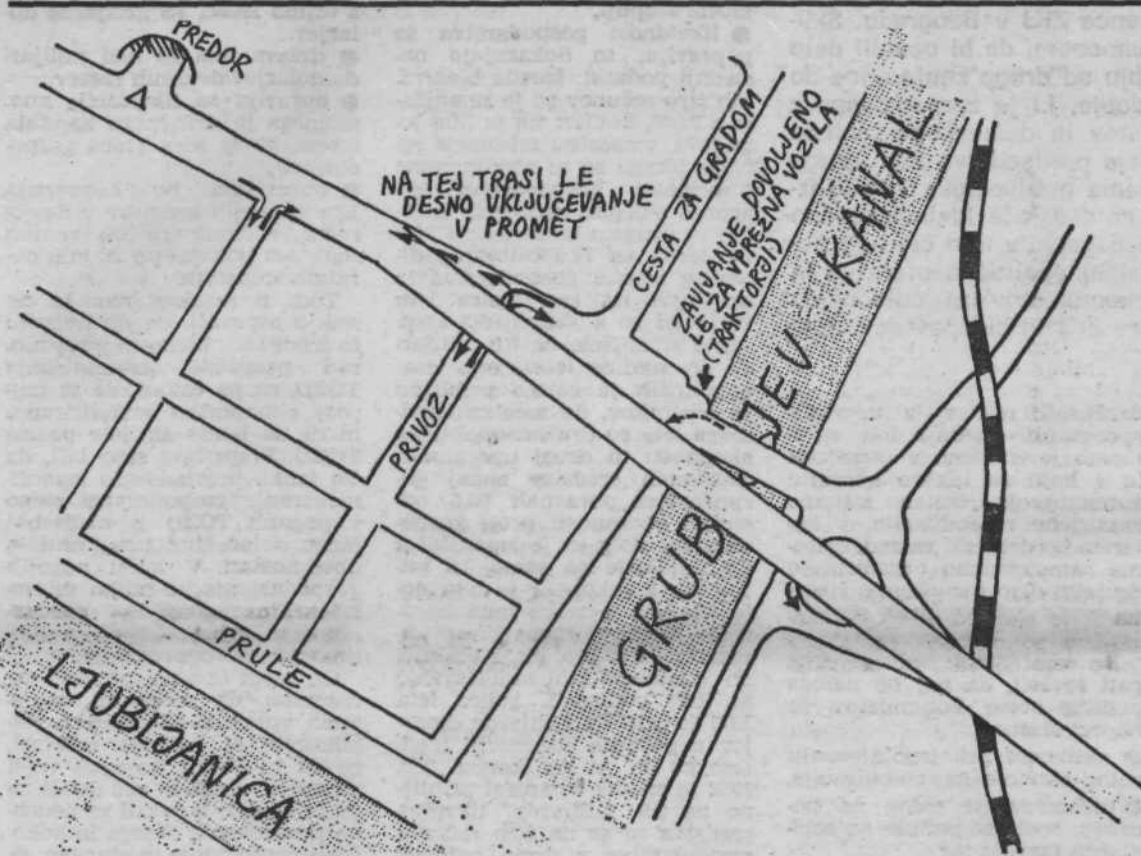 PREDOR
NA TEJ TRASI LE
DESNO VKLJUČEVANJE
V PROMET
CESTA ZA GRADOM
ZAVIJANJE DOVOLJENO
LE ZA VPREŽNA VOZILA
(TRAKTORJI)
GRUBJEV KANAL
PRIVOZ.
PRULE
LJUBLJANICA